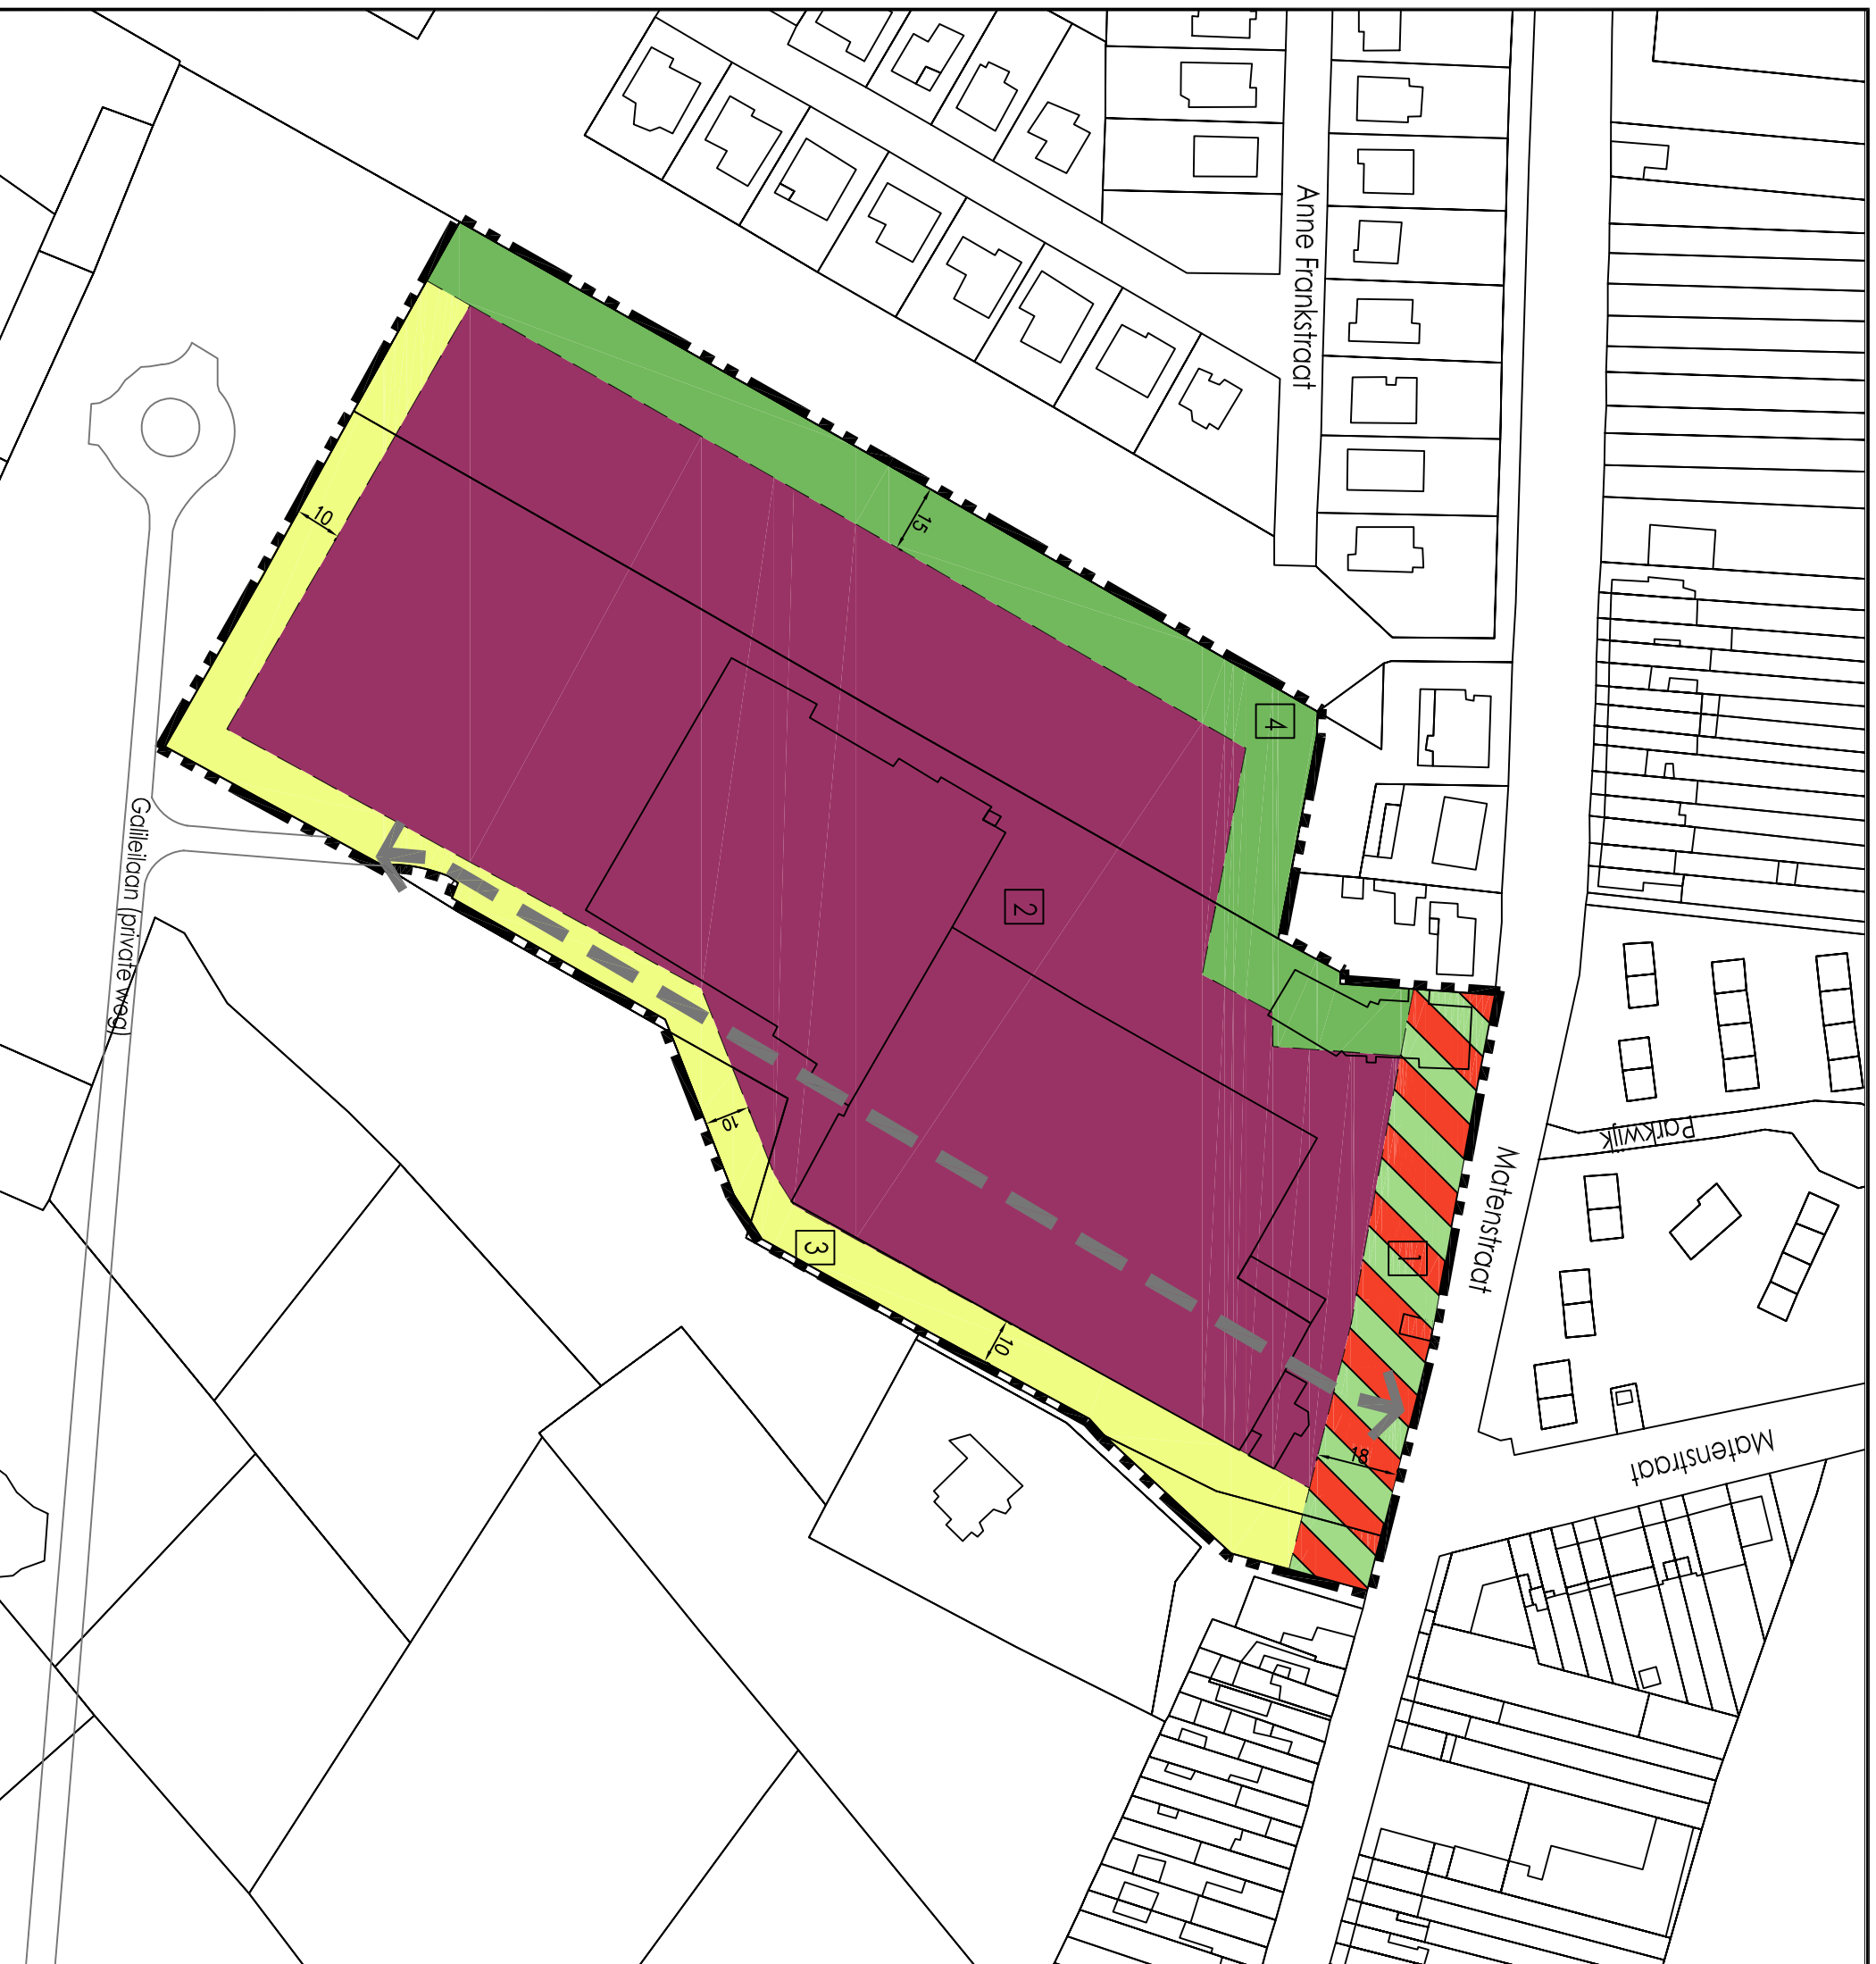 Anne Frankstraat
15
4
10
2
Galileilaan (private weg)
Parkwijk
Matenstraat
10
3
1
10
Matenstraat
18